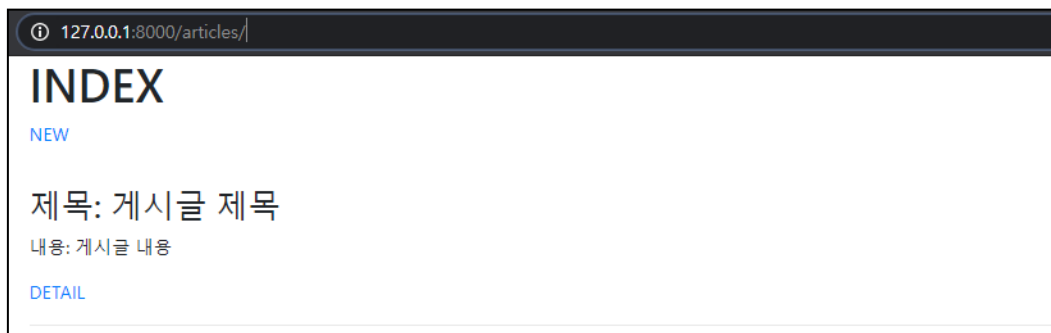 127.0.0.1:8000/articles/
INDEX
NEW
제목: 게시글 제목
내용: 게시글 내용
DETAIL